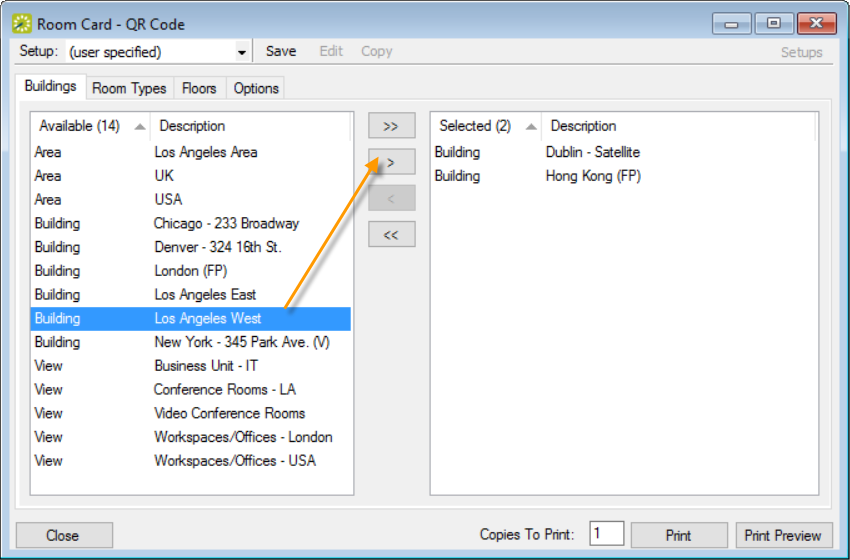 Room Card - QR Code
Setup: (user specified) Save Edit Copy Setups
Buildings Room Types Floors Options
Available (14) Description
Area Los Angeles Area
Area UK
Area USA
Building Chicago - 233 Broadway
Building Denver - 324 16th St.
Building London (FP)
Building Los Angeles East
Building Los Angeles West
Building New York - 345 Park Ave. (V)
View Business Unit - IT
View Conference Rooms - LA
View Video Conference Rooms
View Workspaces/Offices - London
View Workspaces/Offices - USA
>>
>
<
<<
Selected (2) Description
Building Dublin - Satellite
Building Hong Kong (FP)
Close Copies To Print: 1 Print Print Preview